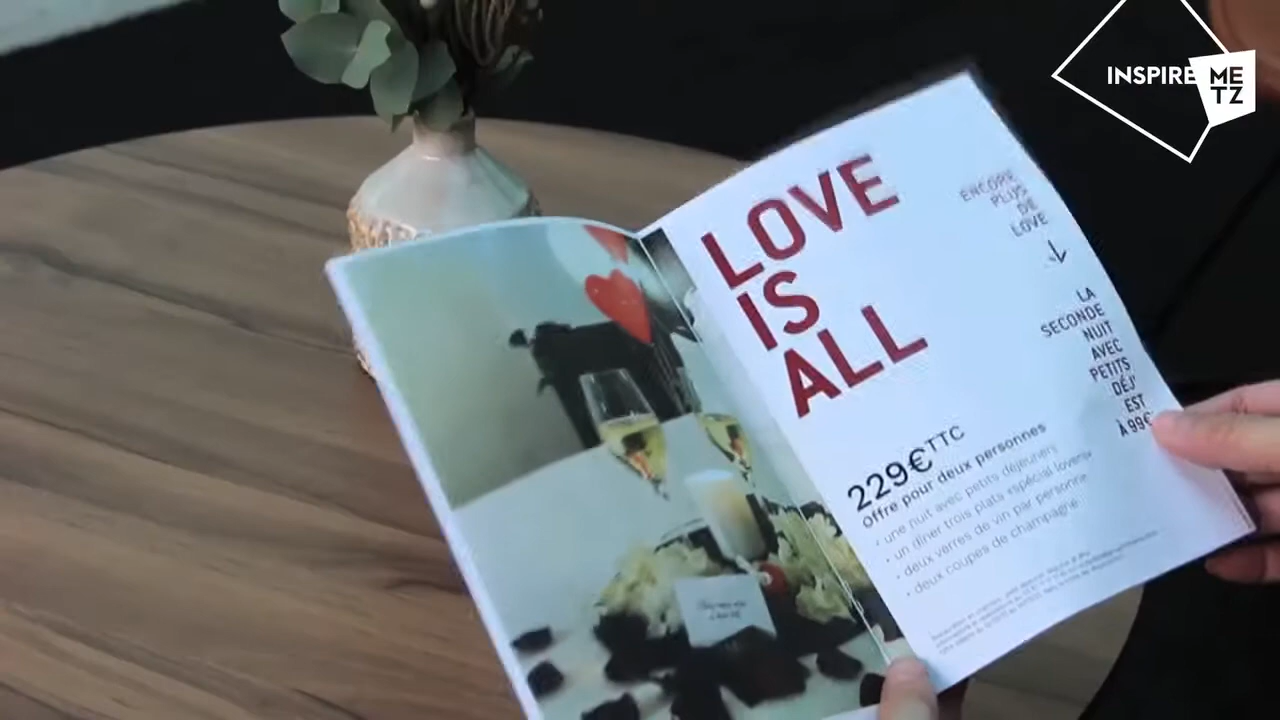 INSPIRE
ME
TZ
LOVE
IS
ALL
ENCORE
PLUS
DE
LOVE
LA
SECONDE
NUIT
AVEC
PETITS
DÉJ'
EST
À 99€
229€TTC
Offre pour deux personnes
• une nuit avec petits déjeuners
• un dîner trois plats «spécial lovers»
• deux verres de vin par personne
• deux coupes de champagne